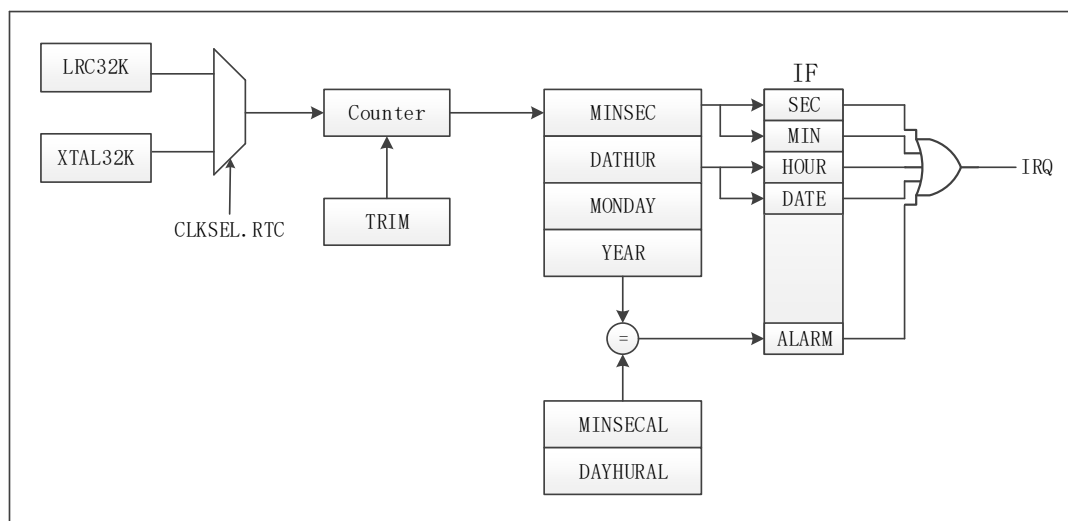 LRC32K
XTAL32K
CLKSEL.RTC
Counter
TRIM
MINSEC
DATHUR
MONDAY
YEAR
=
MINSECAL
DAYHURAL
IF
SEC
MIN
HOUR
DATE
ALARM
IRQ